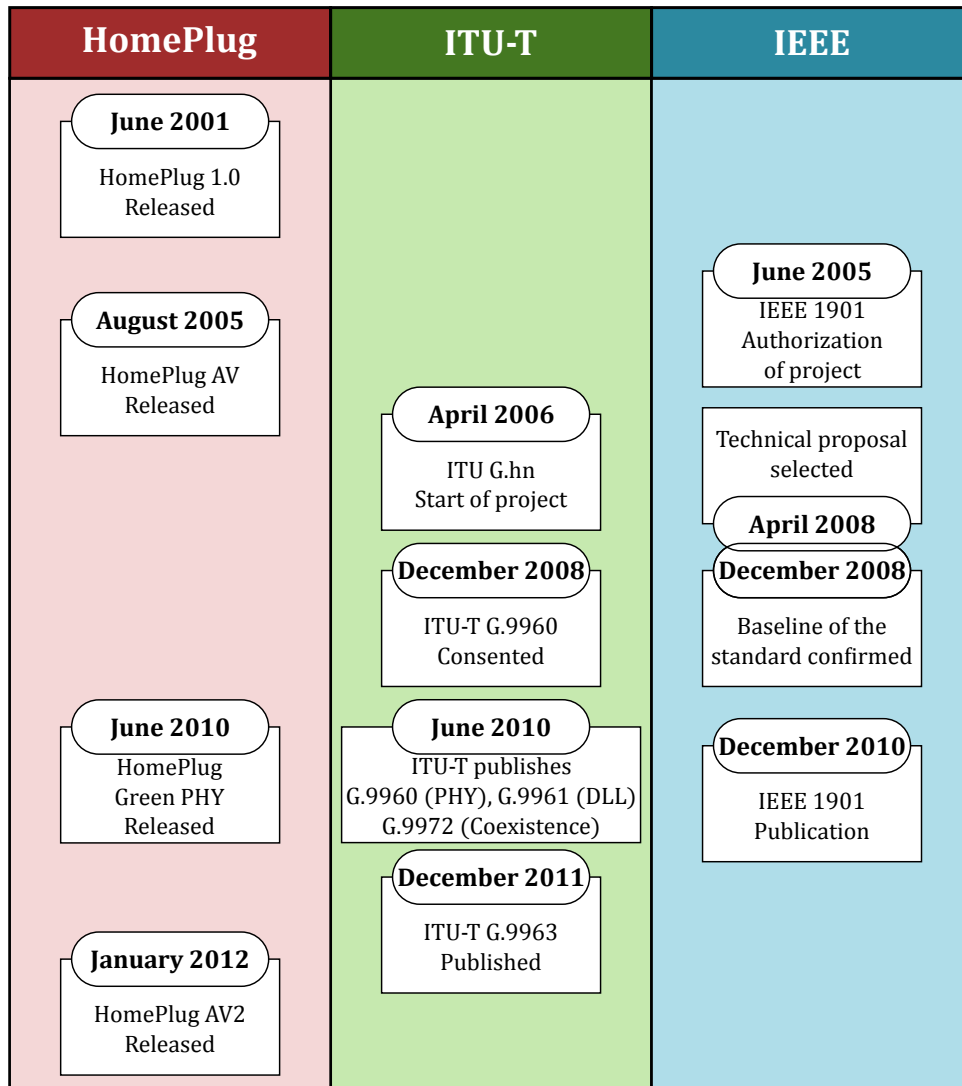 HomePlug
June 2001
HomePlug 1.0
Released
August 2005
HomePlug AV
Released
June 2010
HomePlug
Green PHY
Released
January 2012
HomePlug AV2
Released
ITU-T
April 2006
ITU G.hn
Start of project
December 2008
ITU-T G.9960
Consented
June 2010
ITU-T publishes
G.9960 (PHY), G.9961 (DLL)
G.9972 (Coexistence)
December 2011
ITU-T G.9963
Published
IEEE
June 2005
IEEE 1901
Authorization
of project
Technical proposal
selected
April 2008
December 2008
Baseline of the
standard confirmed
December 2010
IEEE 1901
Publication